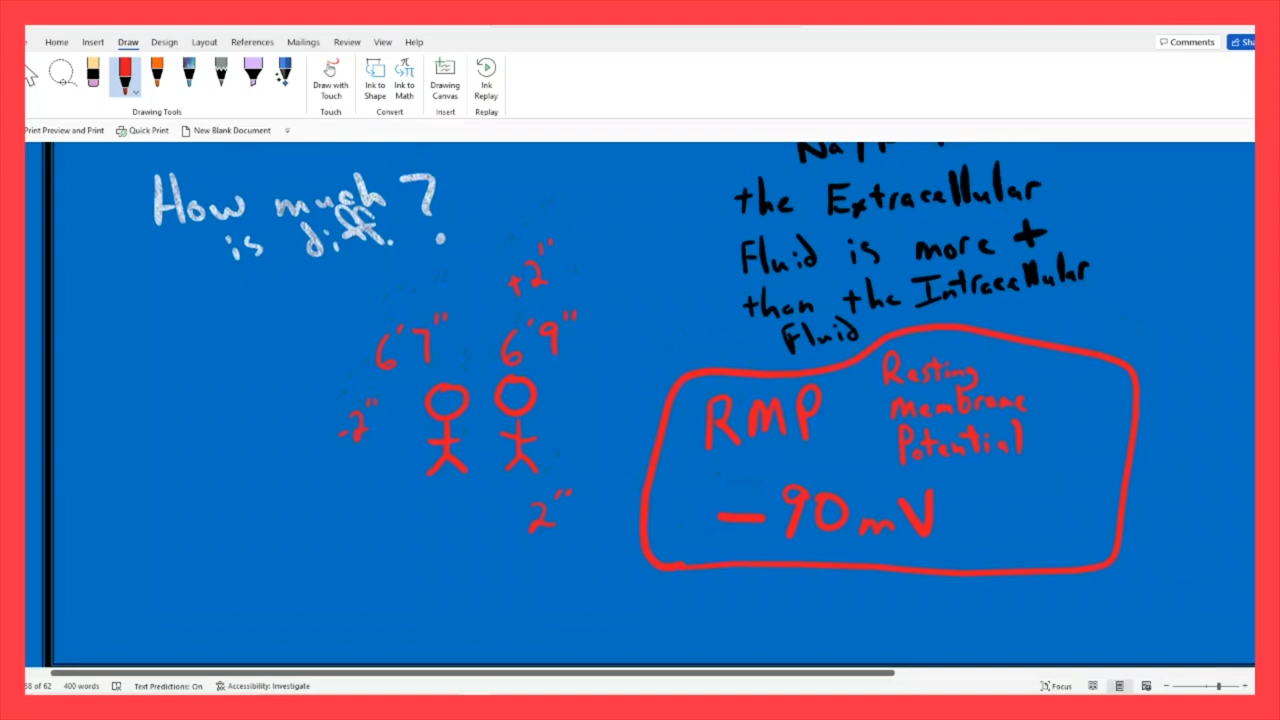 Home Insert Draw Design Layout References Mailings Review View Help
Comments
Draw with Touch
Ink to Shape
Ink to Math
Drawing Canvas
Ink Replay
Drawing Tools
Touch
Convert
Insert
Replay
Print Preview and Print Quick Print New Blank Document
How much ?
is diff.
the Extracellular
Fluid is more +
than the Intracellular
Fluid
+2"
6'7" 6'9"
-2"
2"
RMP
Resting
Membrane
Potential
-90mV
58 of 62 400 words Text Predictions: On Accessibility: Investigate
Focus